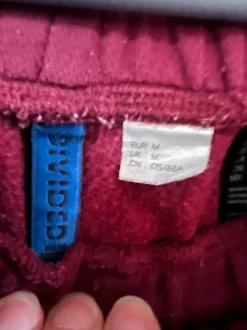 DIVIDED
EUR M
UK M
CN 175/88A